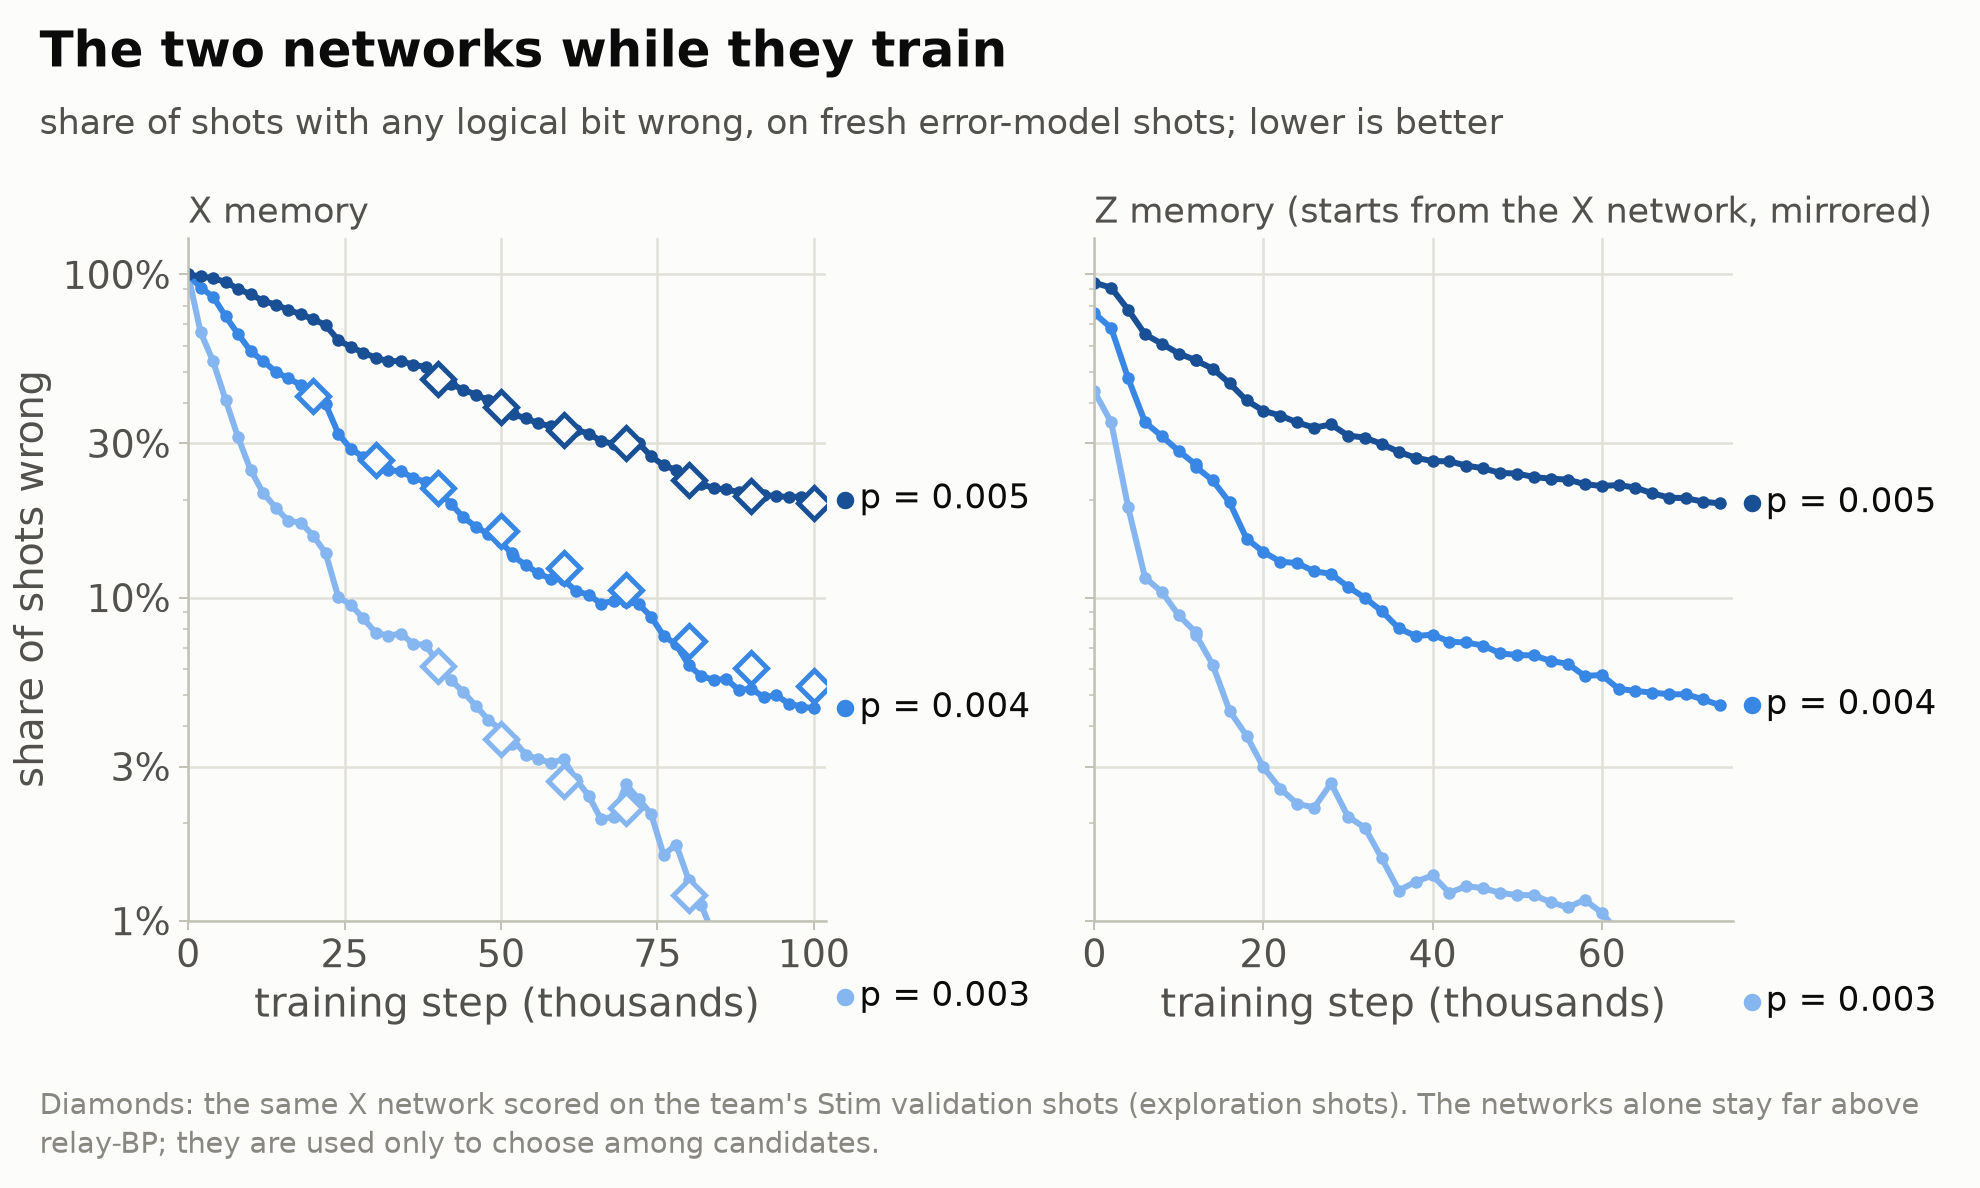 The two networks while they train
share of shots with any logical bit wrong, on fresh error-model shots; lower is better
X memory
share of shots wrong
100%
30%
10%
3%
1%
0 25 50 75 100
training step (thousands)
p = 0.005
p = 0.004
p = 0.003
Z memory (starts from the X network, mirrored)
0 20 40 60
training step (thousands)
p = 0.005
p = 0.004
p = 0.003
Diamonds: the same X network scored on the team's Stim validation shots (exploration shots). The networks alone stay far above
relay-BP; they are used only to choose among candidates.